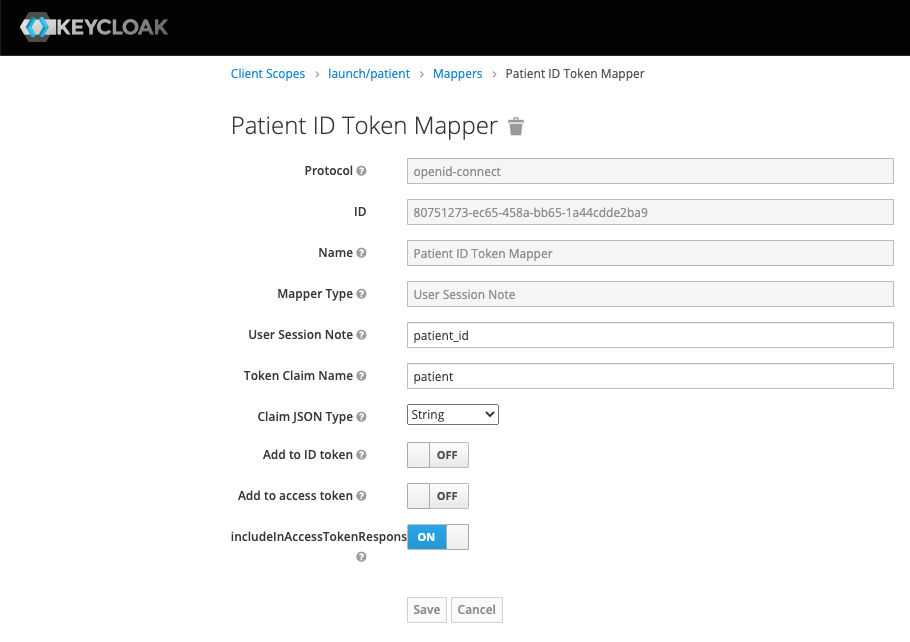 KEYCLOAK
Client Scopes > launch/patient > Mappers > Patient ID Token Mapper
Patient ID Token Mapper
Protocol openid-connect
ID 80751273-ec65-458a-bb65-1a44cdde2ba9
Name Patient ID Token Mapper
Mapper Type User Session Note
User Session Note patient_id
Token Claim Name patient
Claim JSON Type String
Add to ID token OFF
Add to access token OFF
includeInAccessTokenRespons ON
Save Cancel